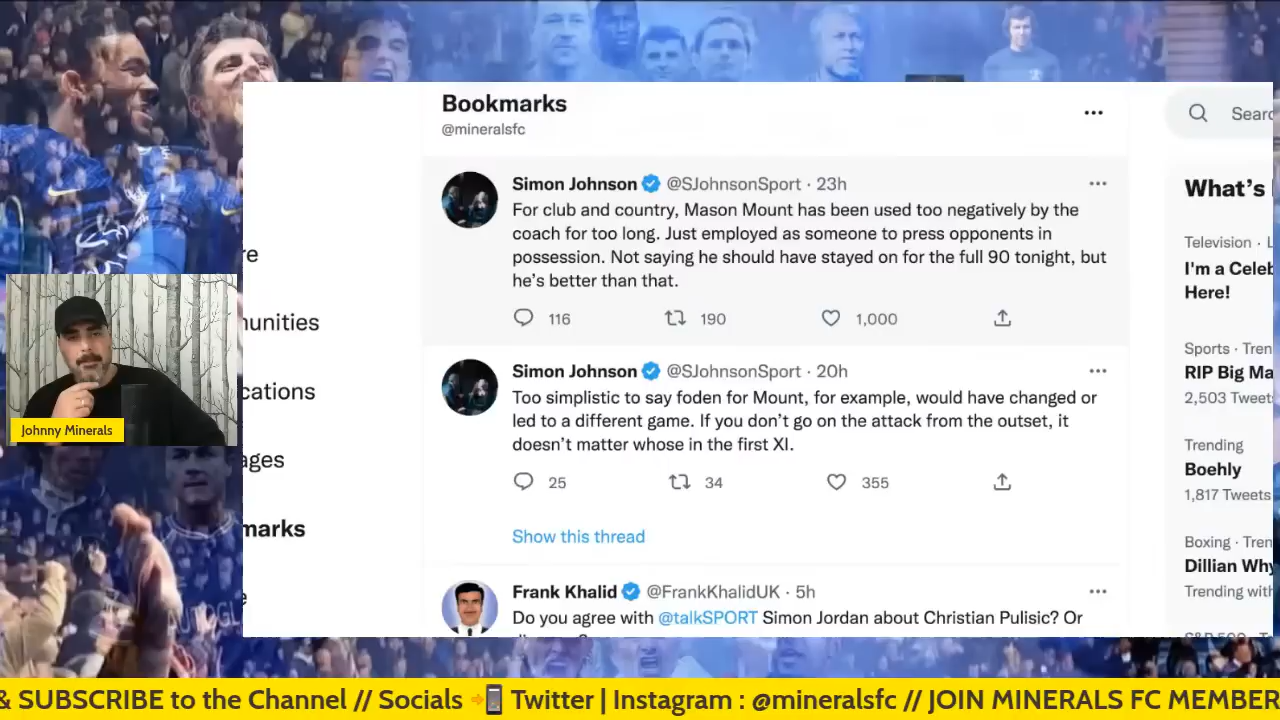 Bookmarks
@mineralsfc
Sear
What's
Simon Johnson @SJohnsonSport · 23h
For club and country, Mason Mount has been used too negatively by the
coach for too long. Just employed as someone to press opponents in
possession. Not saying he should have stayed on for the full 90 tonight, but
he's better than that.
116 190 1,000
Simon Johnson @SJohnsonSport · 20h
Too simplistic to say foden for Mount, for example, would have changed or
led to a different game. If you don't go on the attack from the outset, it
doesn't matter whose in the first XI.
25 34 355
Show this thread
Frank Khalid @FrankKhalidUK · 5h
Do you agree with @talkSPORT Simon Jordan about Christian Pulisic? Or
re
unities
cations
ages
marks
Television · L
I'm a Celeb
Here!
Sports · Tren
RIP Big Ma
2,503 Tweets
Trending
Boehly
1,817 Tweets
Boxing · Tren
Dillian Why
Trending with
Johnny Minerals
& SUBSCRIBE to the Channel // Socials Twitter | Instagram : @mineralsfc // JOIN MINERALS FC MEMBER